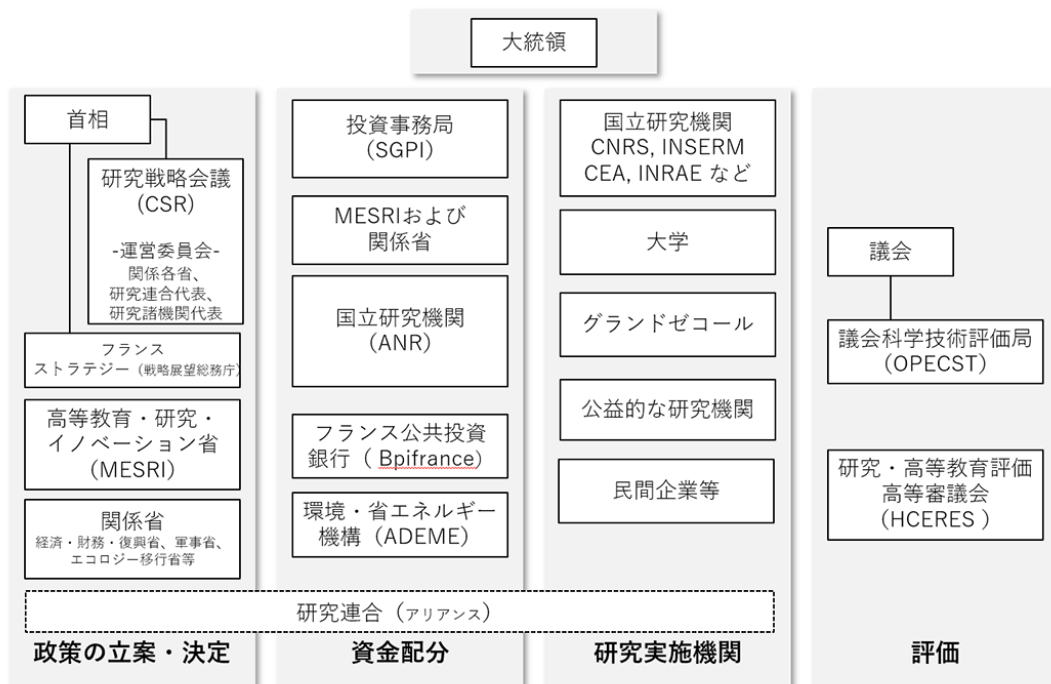 大統領
首相
研究戦略会議
(CSR)
-運営委員会-
関係各省、
研究連合代表、
研究諸機関代表
フランス
ストラテジー（戦略展望総務庁）
高等教育・研究・
イノベーション省
(MESRI)
関係省
経済・財務・復興省、軍事省、
エコロジー移行省等
政策の立案・決定
投資事務局
(SGPI)
MESRIおよび
関係省
国立研究機関
(ANR)
フランス公共投資
銀行（ Bpifrance)
環境・省エネルギー
機構（ADEME）
資金配分
国立研究機関
CNRS, INSERM
CEA, INRAE など
大学
グランドゼコール
公益的な研究機関
民間企業等
研究実施機関
研究連合（アリアンス）
議会
議会科学技術評価局
(OPECST)
研究・高等教育評価
高等審議会
(HCERES )
評価